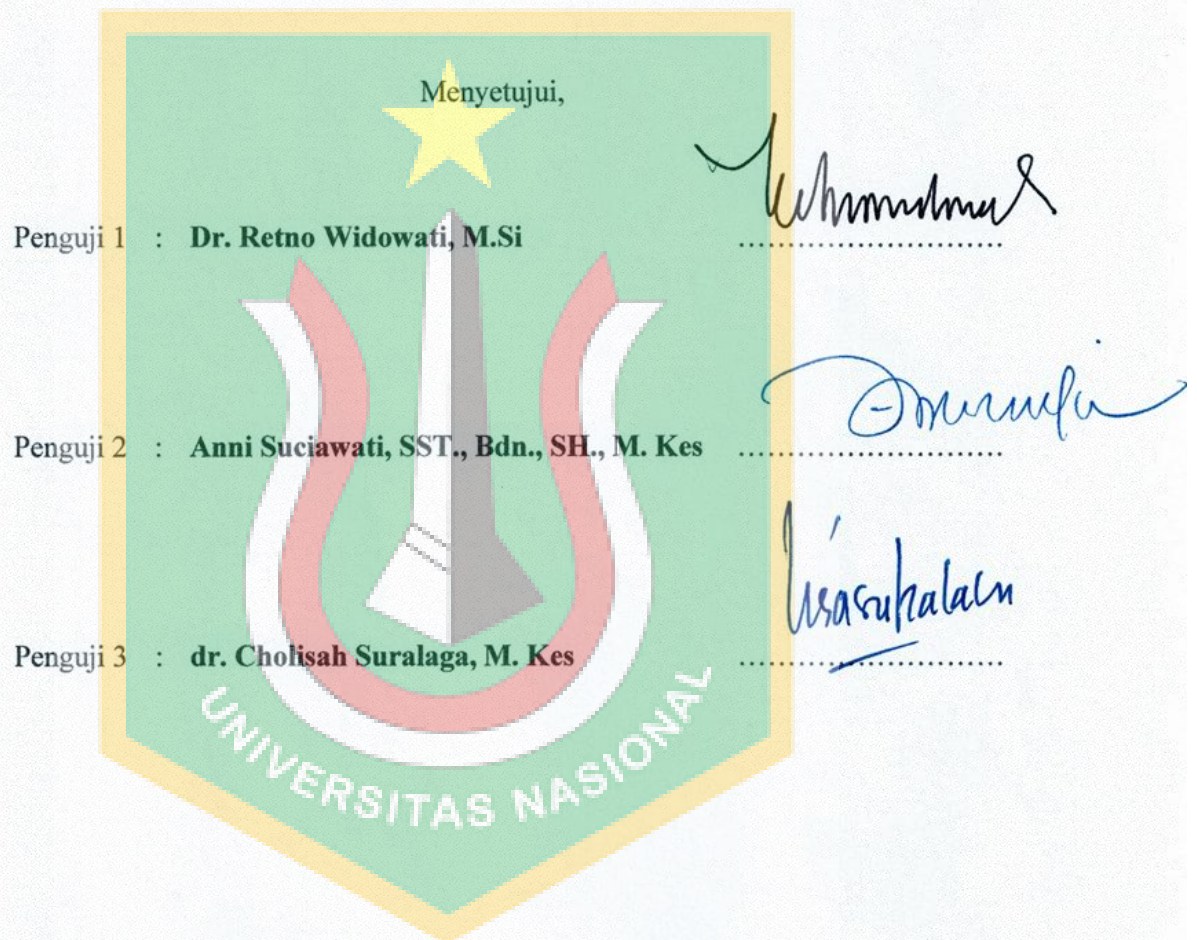 Menyetujui,
Penguji 1 : Dr. Retno Widowati, M.Si ..............................
Penguji 2 : Anni Suciawati, SST., Bdn., SH., M. Kes ..............................
Penguji 3 : dr. Cholisah Suralaga, M. Kes ..............................
UNIVERSITAS NASIONAL